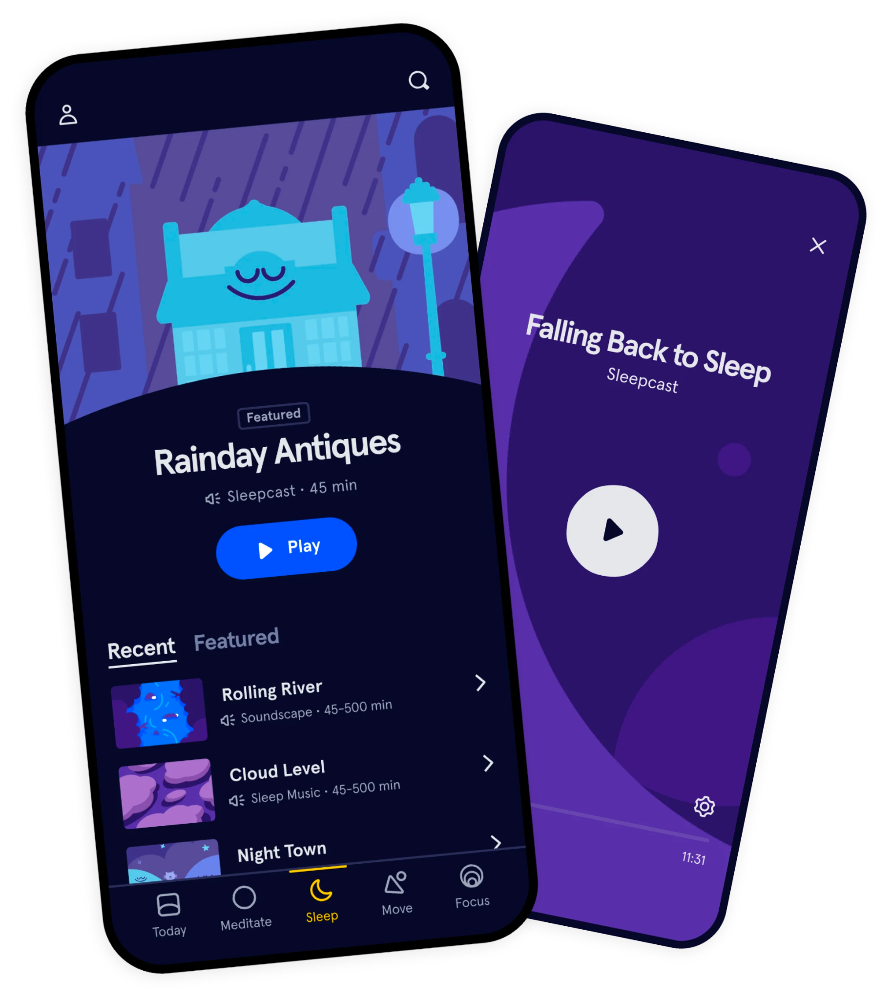 Featured
Rainday Antiques
Sleepcast • 45 min
Play
Recent Featured
Rolling River
Soundscape • 45-500 min
Cloud Level
Sleep Music • 45-500 min
Night Town
Today Meditate Sleep Move Focus
Falling Back to Sleep
Sleepcast
11:31